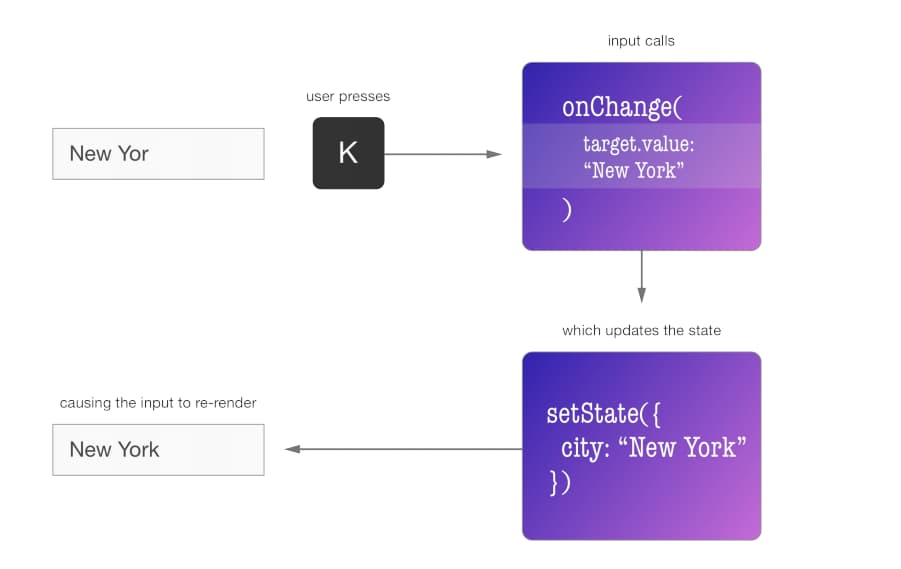 input calls
user presses
New Yor
K
onChange(
target.value:
“New York”
)
which updates the state
causing the input to re-render
New York
setState({
city: “New York”
})